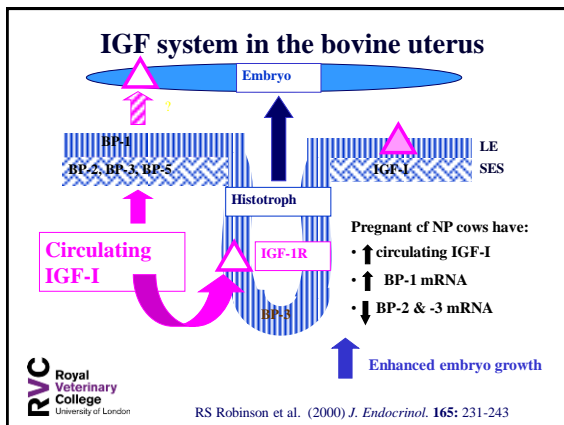 IGF system in the bovine uterus
Embryo
?
BP-1
LE
BP-2, BP-3, BP-5
IGF-I
SES
Histotroph
Pregnant cf NP cows have:
Circulating
IGF-I
IGF-1R
• circulating IGF-I
• BP-1 mRNA
• BP-2 & -3 mRNA
BP-3
Enhanced embryo growth
RVC
Royal
Veterinary
College
University of London
RS Robinson et al. (2000) J. Endocrinol. 165: 231-243